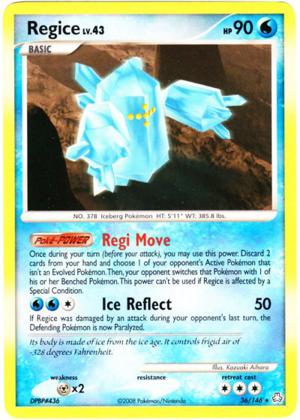 Regice LV.43
HP 90
BASIC
NO. 378 Iceberg Pokémon HT: 5'11" WT: 385.8 lbs.
POKé-POWER Regi Move
Once during your turn (before your attack), you may use this power. Discard 2
cards from your hand and choose 1 of your opponent's Active Pokémon that
isn't an Evolved Pokémon. Then, your opponent switches that Pokémon with 1 of
his or her Benched Pokémon. This power can't be used if Regice is affected by a
Special Condition.
Ice Reflect 50
If Regice was damaged by an attack during your opponent's last turn, the
Defending Pokémon is now Paralyzed.
Its body is made of ice from the ice age. It controls frigid air of
-328 degrees Fahrenheit.
Illus. Kazuaki Aihara
DPBP#436
weakness
×2
resistance
retreat cost
©2008 Pokémon/Nintendo
36/146